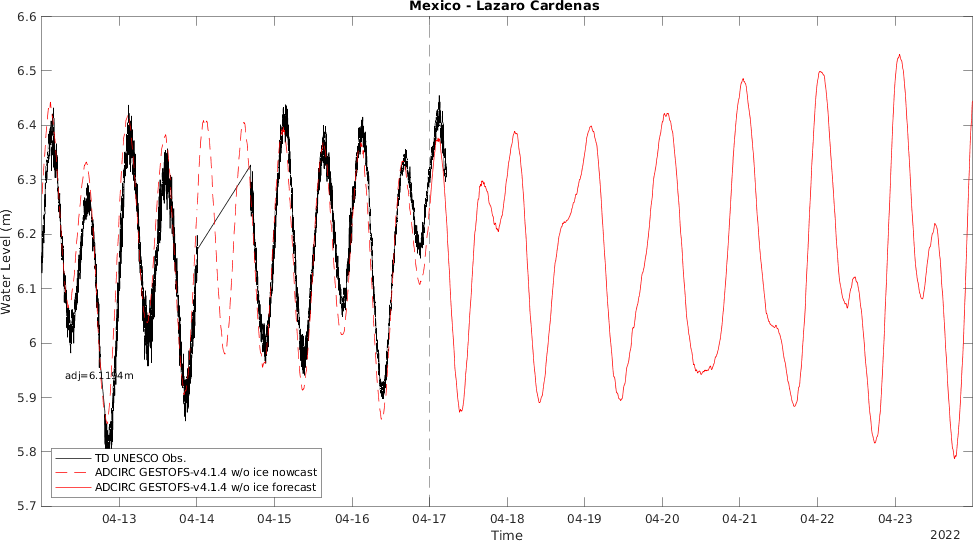 Mexico - Lazaro Cardenas
6.6
6.5
6.4
6.3
6.2
6.1
6
5.9
5.8
5.7
Water Level (m)
adj=6.1194m
TD UNESCO Obs.
ADCIRC GESTOFS-v4.1.4 w/o ice nowcast
ADCIRC GESTOFS-v4.1.4 w/o ice forecast
04-13 04-14 04-15 04-16 04-17 04-18 04-19 04-20 04-21 04-22 04-23
Time
2022